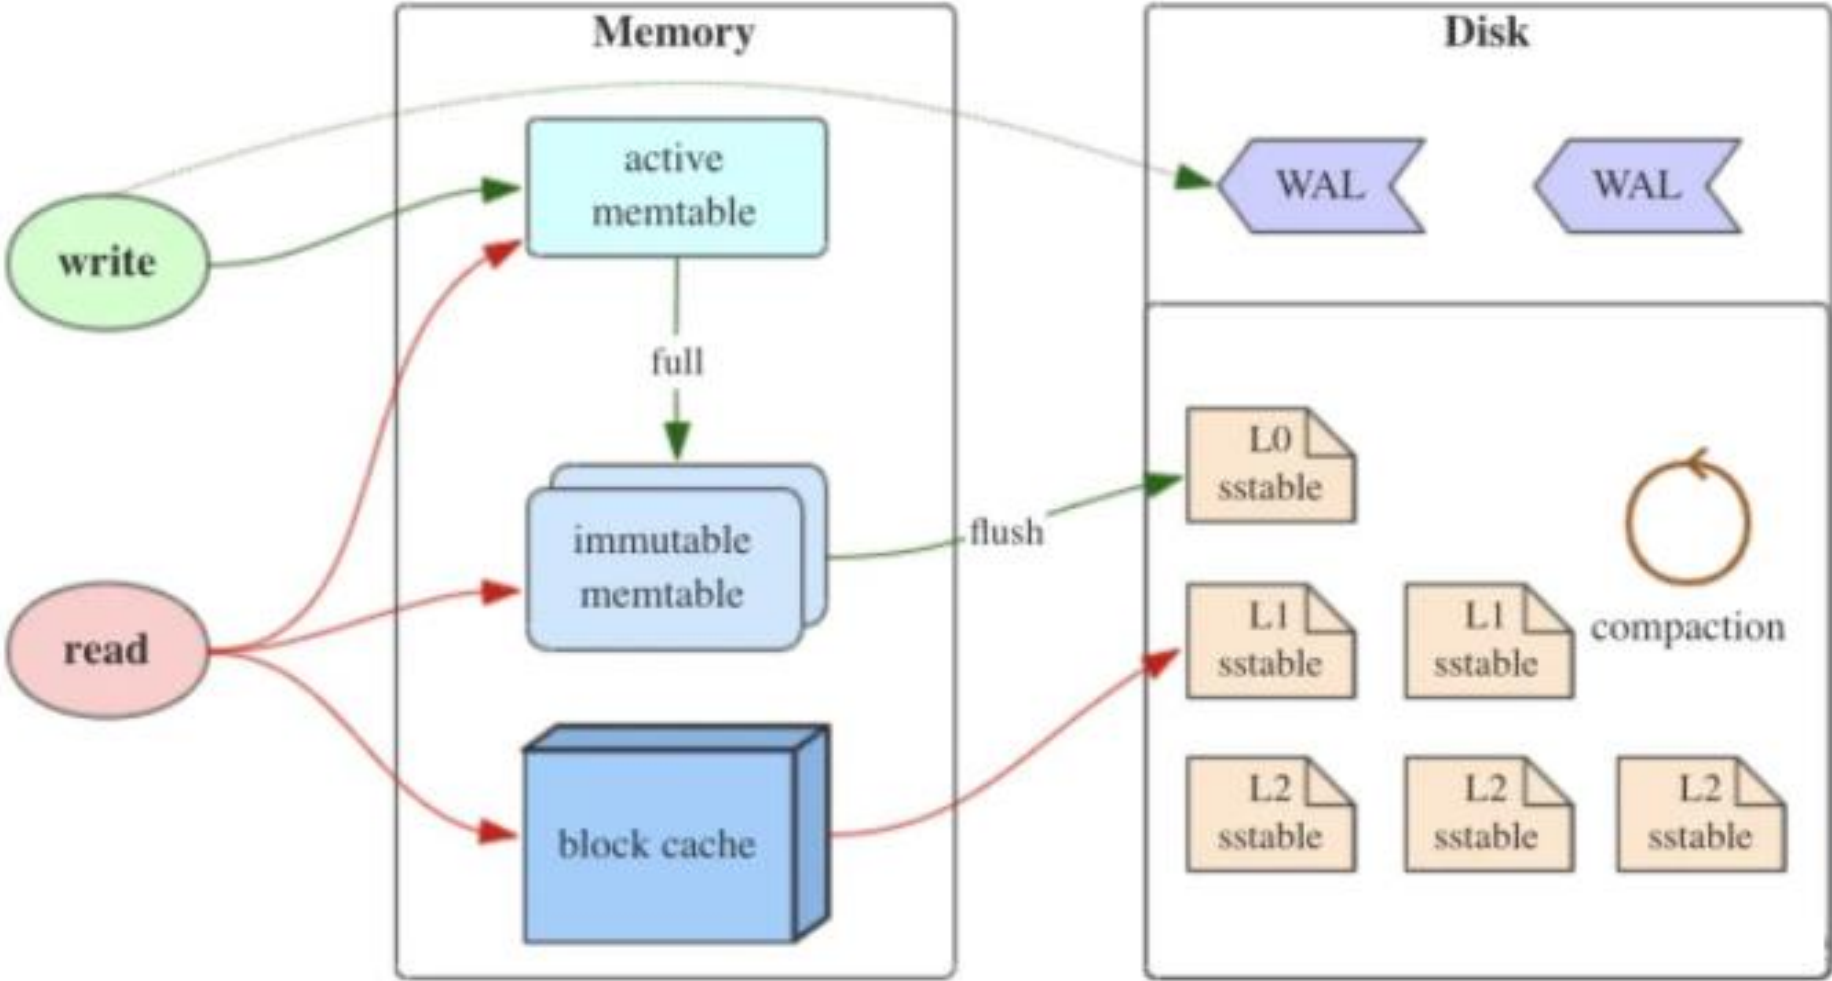 Memory
Disk
active
memtable
WAL
WAL
write
full
L0
sstable
immutable
memtable
flush
L1
sstable
L1
sstable
compaction
read
block cache
L2
sstable
L2
sstable
L2
sstable